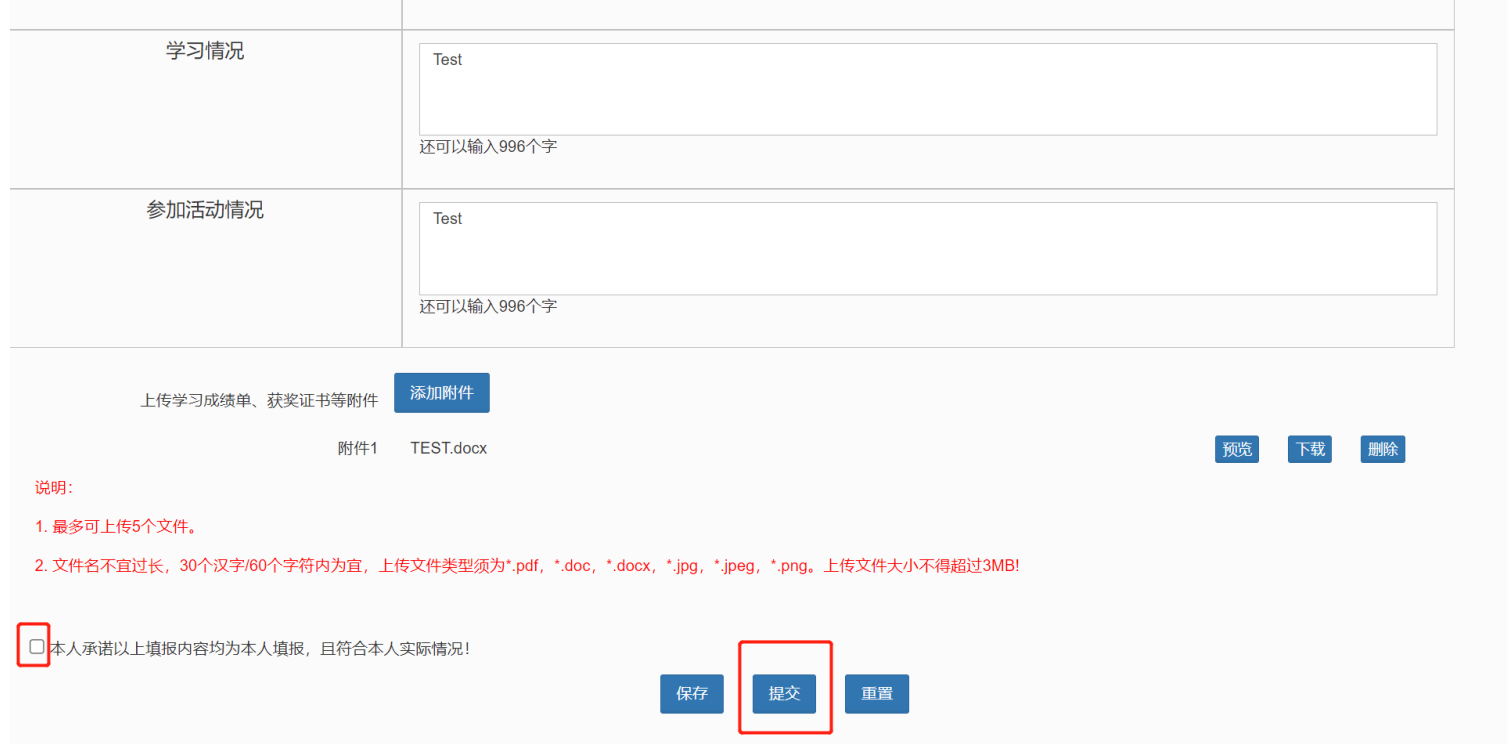 学习情况
Test
还可以输入996个字
参加活动情况
Test
还可以输入996个字
上传学习成绩单、获奖证书等附件 添加附件
附件1 TEST.docx 预览 下载 删除
说明：
1. 最多可上传5个文件。
2. 文件名不宜过长，30个汉字/60个字符内为宜，上传文件类型须为*.pdf，*.doc，*.docx，*.jpg，*.jpeg，*.png。上传文件大小不得超过3MB!
本人承诺以上填报内容均为本人填报，且符合本人实际情况！
保存 提交 重置